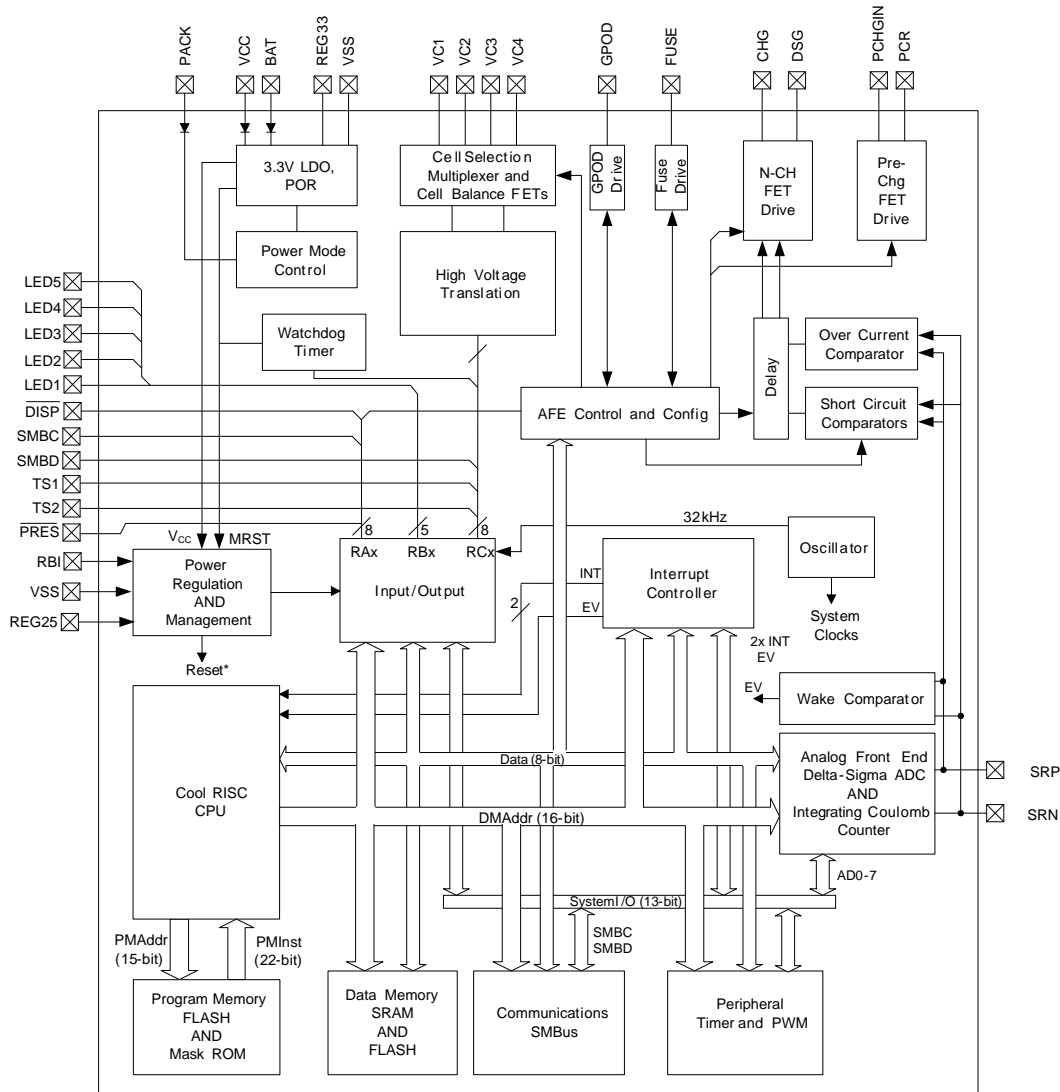 PACK
VCC
BAT
REG33
VSS
VC1
VC2
VC3
VC4
GPOD
FUSE
CHG
DSG
PCHGIN
PCR
3.3V LDO,
POR
Cell Selection
Multiplexer and
Cell Balance FETs
GPOD
Drive
Fuse
Drive
N-CH
FET
Drive
Pre-
Chg
FET
Drive
Power Mode
Control
High Voltage
Translation
LED5
LED4
LED3
LED2
LED1
DISP
SMBC
SMBD
TS1
TS2
PRES
RBI
VSS
REG25
Watchdog
Timer
Delay
Over Current
Comparator
AFE Control and Config
Short Circuit
Comparators
8
5
8
32kHz
VCC
MRST
RAx
RBx
RCx
Input/Output
Power
Regulation
AND
Management
Reset*
INT
2
EV
Interrupt
Controller
Oscillator
System
Clocks
2x INT
EV
EV
Wake Comparator
Data (8-bit)
Cool RISC
CPU
DMAddr (16-bit)
Analog Front End
Delta-Sigma ADC
AND
Integrating Coulomb
Counter
SRP
SRN
AD0-7
SystemI/O (13-bit)
PMAddr
(15-bit)
PMInst
(22-bit)
SMBC
SMBD
Program Memory
FLASH
AND
Mask ROM
Data Memory
SRAM
AND
FLASH
Communications
SMBus
Peripheral
Timer and PWM